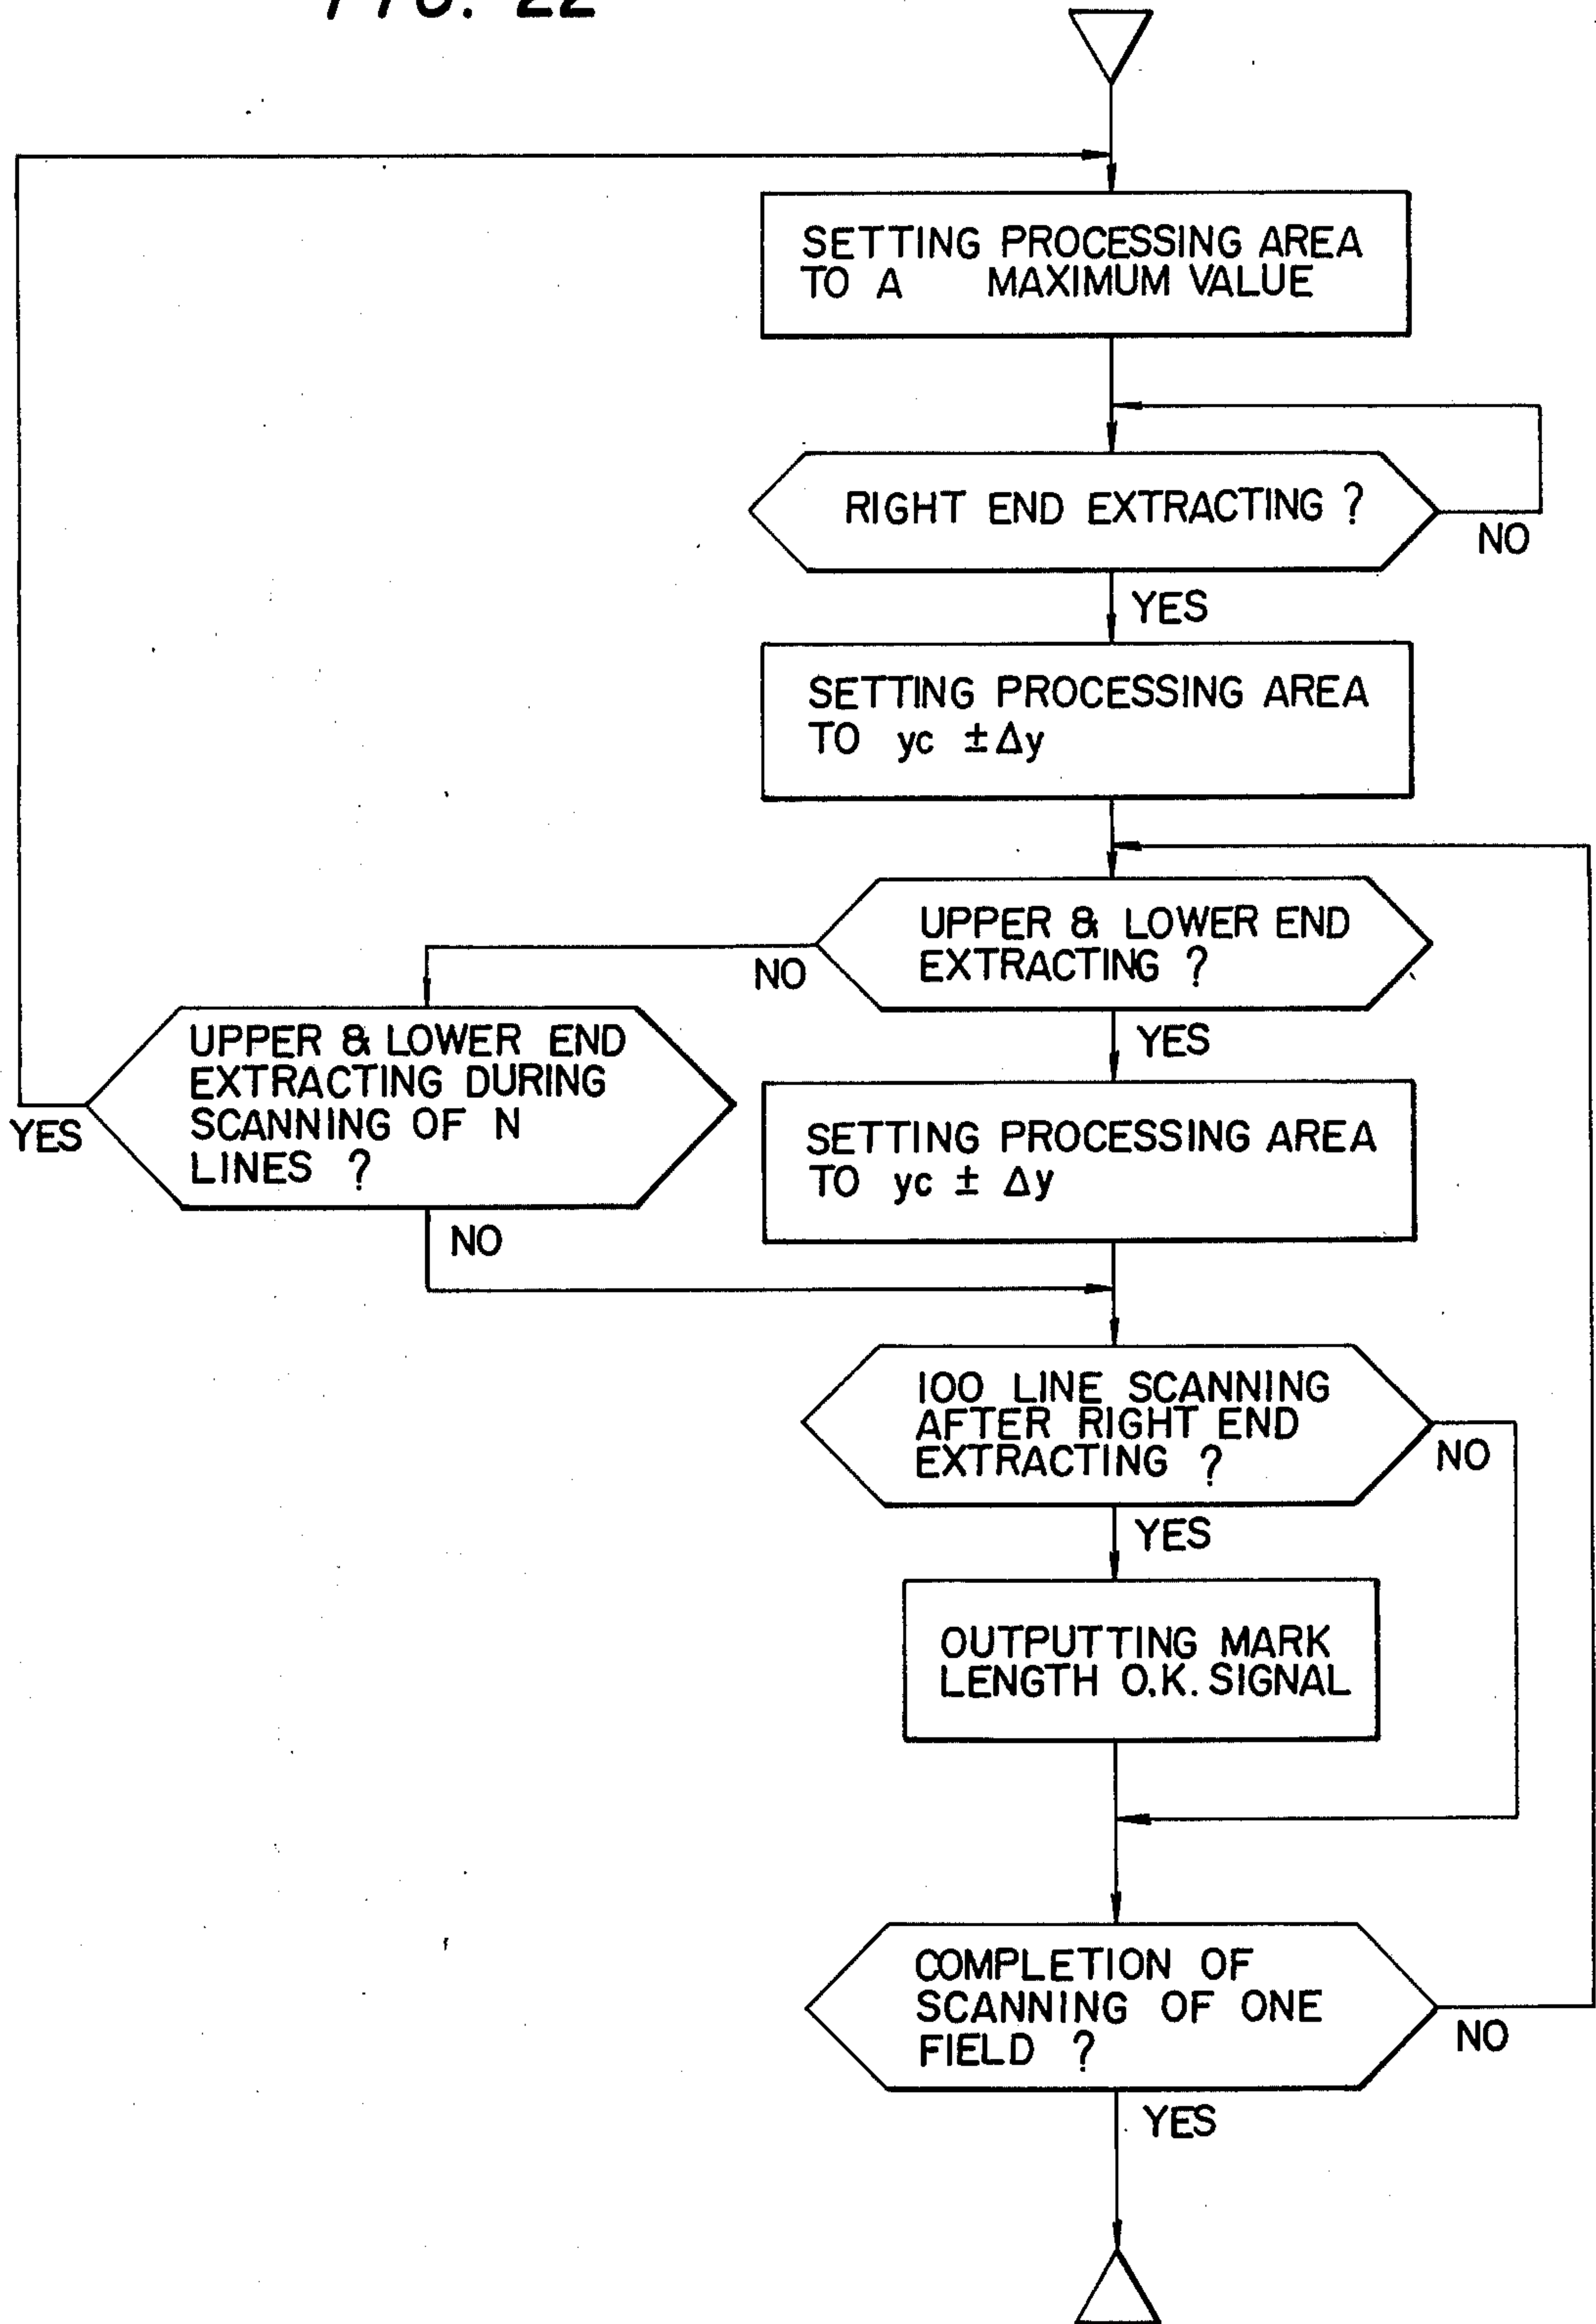 FIG. 22
SETTING PROCESSING AREA
TO A MAXIMUM VALUE
RIGHT END EXTRACTING ?
NO
YES
SETTING PROCESSING AREA
TO yc ±Δy
UPPER & LOWER END
EXTRACTING ?
NO
YES
UPPER & LOWER END
EXTRACTING DURING
SCANNING OF N
LINES ?
YES
NO
SETTING PROCESSING AREA
TO yc ± Δy
100 LINE SCANNING
AFTER RIGHT END
EXTRACTING ?
NO
YES
OUTPUTTING MARK
LENGTH O.K. SIGNAL
COMPLETION OF
SCANNING OF ONE
FIELD ?
NO
YES